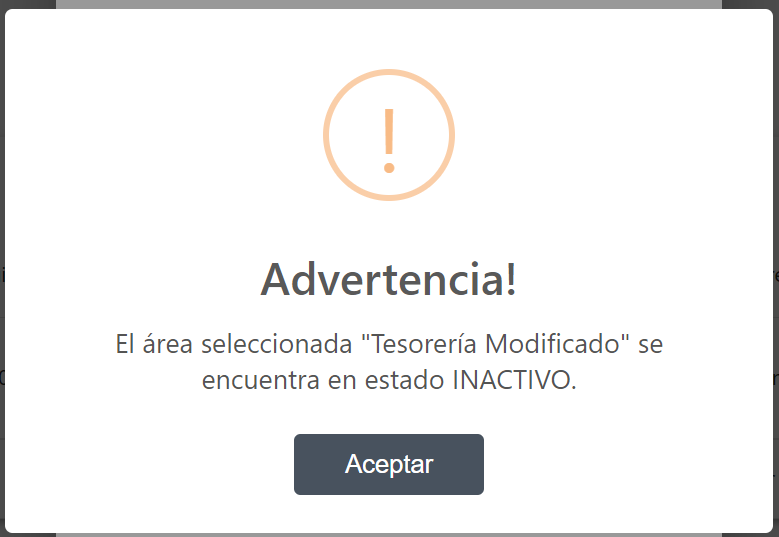 !
Advertencia!
El área seleccionada "Tesorería Modificado" se
encuentra en estado INACTIVO.
Aceptar